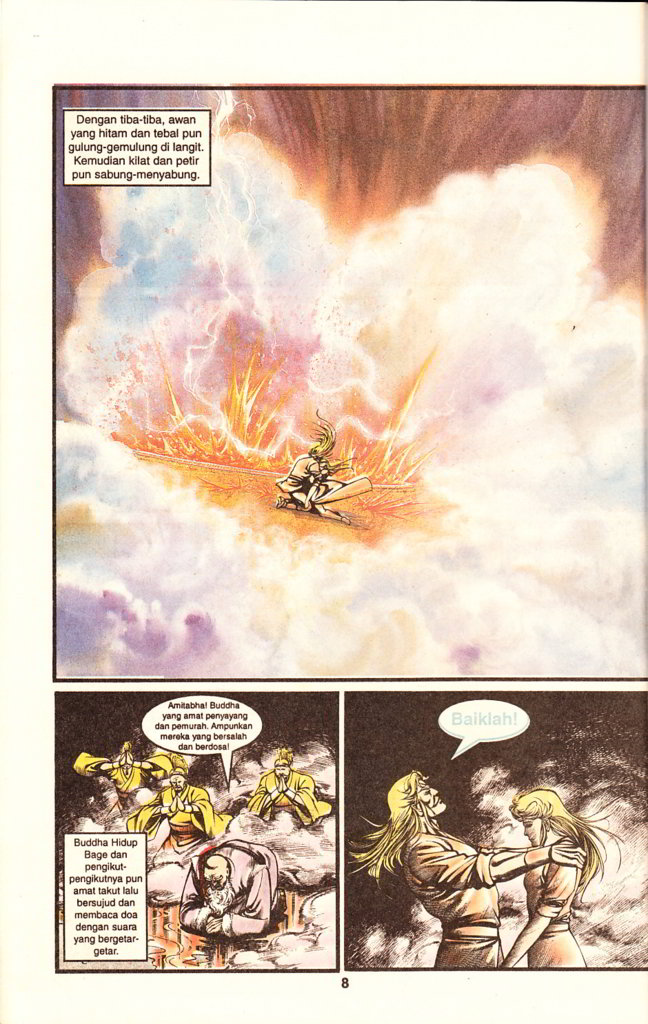 Dengan tiba-tiba, awan
yang hitam dan tebal pun
gulung-gemulung di langit.
Kemudian kilat dan petir
pun sabung-menyabung.
Amitabha! Buddha
yang amat penyayang
dan pemurah. Ampunkan
mereka yang bersalah
dan berdosa!
Buddha Hidup
Bage dan
pengikut-
pengikutnya pun
amat takut lalu
bersujud dan
membaca doa
dengan suara
yang bergetar-
getar.
Baiklah!
8